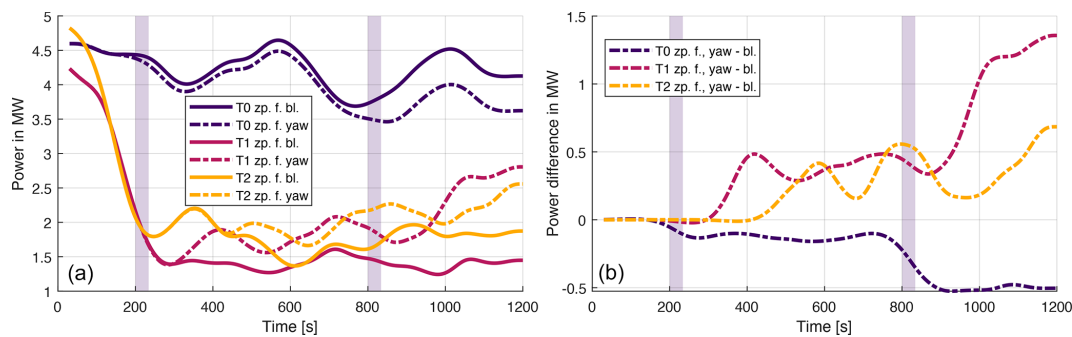 5
4.5
4
3.5
3
2.5
2
1.5
1
Power in MW
T0 zp. f. bl.
T0 zp. f. yaw
T1 zp. f. bl.
T1 zp. f. yaw
T2 zp. f. bl.
T2 zp. f. yaw
(a)
0 200 400 600 800 1000 1200
Time [s]
1.5
1
0.5
0
-0.5
Power difference in MW
T0 zp. f., yaw - bl.
T1 zp. f., yaw - bl.
T2 zp. f., yaw - bl.
(b)
0 200 400 600 800 1000 1200
Time [s]